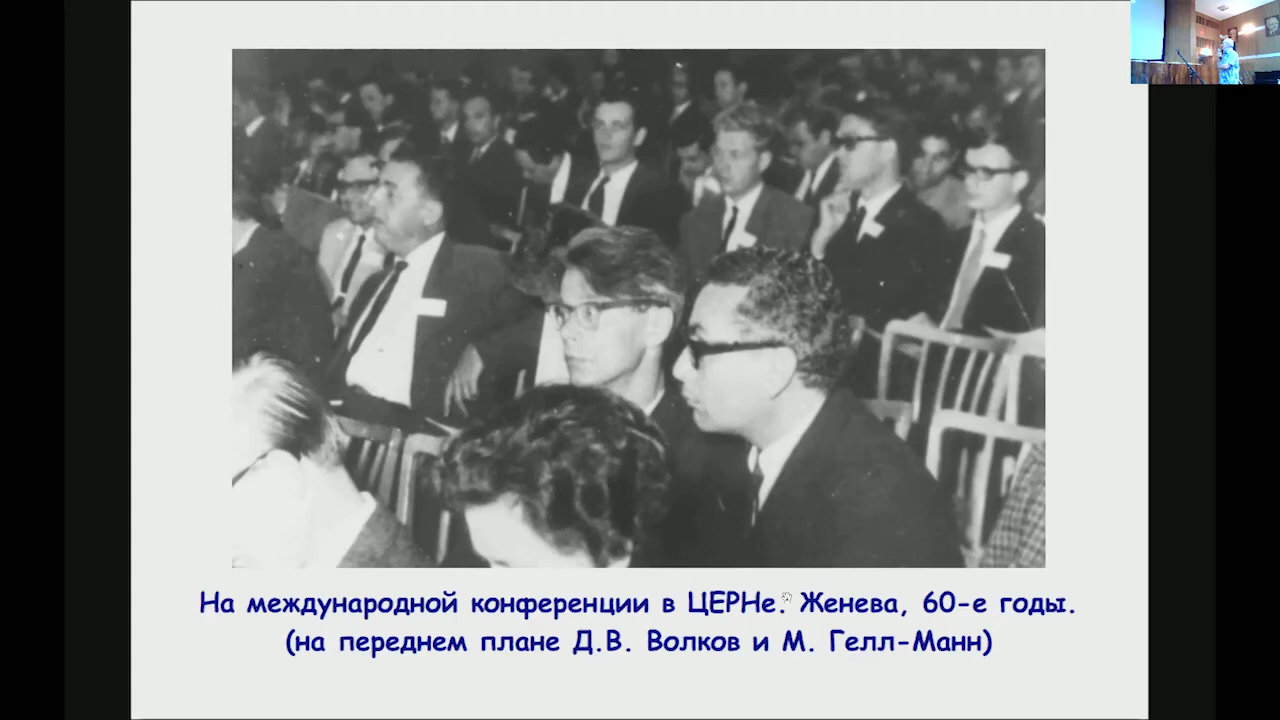 На международной конференции в ЦЕРНе. Женева, 60-е годы.
(на переднем плане Д.В. Волков и М. Гелл-Манн)